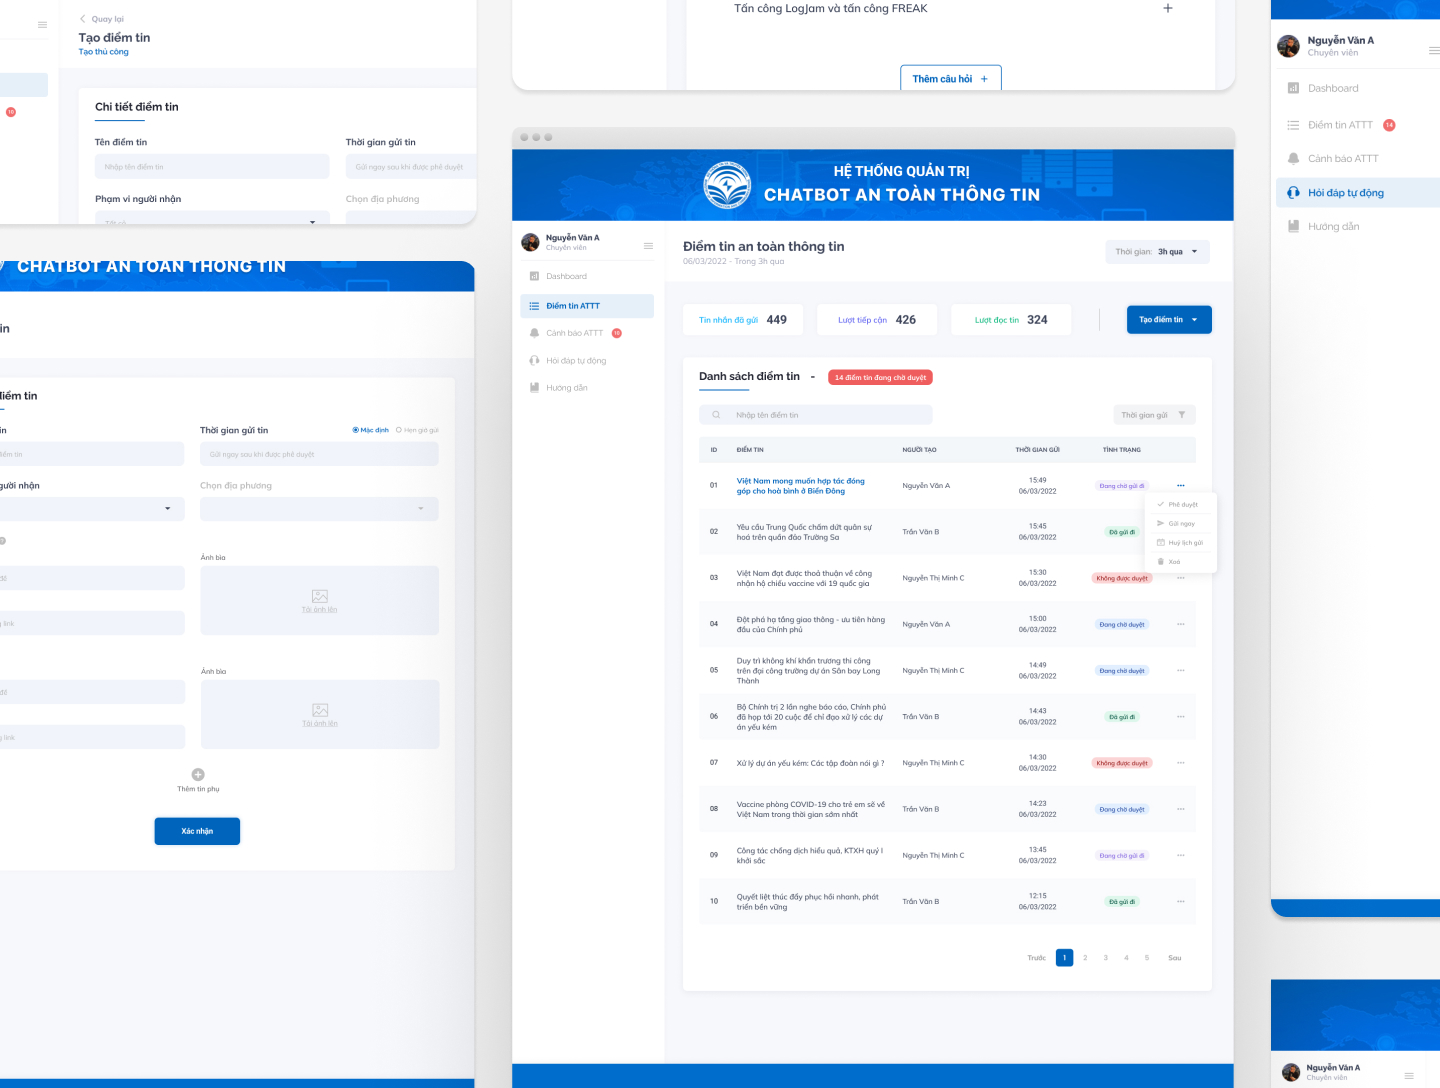 Quay lại
Tạo điểm tin
Tạo thủ công
10
Chi tiết điểm tin
Tên điểm tin
Thời gian gửi tin
Nhập tên điểm tin
Gửi ngay sau khi được phê duyệt
Phạm vi người nhận
Chọn địa phương
Tất cả
CHATBOT AN TOÀN THÔNG TIN
in
iểm tin
in
Thời gian gửi tin
Mặc định
Hẹn giờ gửi
iểm tin
Gửi ngay sau khi được phê duyệt
gười nhận
Chọn địa phương
Ảnh bìa
đề
Tải ảnh lên
g link
Ảnh bìa
đề
Tải ảnh lên
g link
Thêm tin phụ
Xác nhận
Tấn công LogJam và tấn công FREAK
Thêm câu hỏi +
HỆ THỐNG QUẢN TRỊ
CHATBOT AN TOÀN THÔNG TIN
Nguyễn Văn A
Chuyên viên
Dashboard
Điểm tin ATTT
Cảnh báo ATTT
10
Hỏi đáp tự động
Hướng dẫn
Điểm tin an toàn thông tin
06/03/2022 - Trong 3h qua
Thời gian: 3h qua
Tin nhắn đã gửi 449
Lượt tiếp cận 426
Lượt đọc tin 324
Tạo điểm tin
Danh sách điểm tin -
14 điểm tin đang chờ duyệt
Nhập tên điểm tin
Thời gian gửi
ID ĐIỂM TIN NGƯỜI TẠO THỜI GIAN GỬI TÌNH TRẠNG
01
Việt Nam mong muốn hợp tác đóng
góp cho hoà bình ở Biển Đông
Nguyễn Văn A
15:49
06/03/2022
Đang chờ gửi đi
Phê duyệt
Gửi ngay
Huỷ lịch gửi
Xoá
02
Yêu cầu Trung Quốc chấm dứt quân sự
hoá trên quần đảo Trường Sa
Trần Văn B
15:45
06/03/2022
Đã gửi đi
03
Việt Nam đạt được thoả thuận về công
nhận hộ chiếu vaccine với 19 quốc gia
Nguyễn Thị Minh C
15:30
06/03/2022
Không được duyệt
04
Đột phá hạ tầng giao thông - ưu tiên hàng
đầu của Chính phủ
Nguyễn Văn A
15:00
06/03/2022
Đang chờ duyệt
05
Duy trì không khí khẩn trương thi công
trên đại công trường dự án Sân bay Long
Thành
Nguyễn Thị Minh C
14:49
06/03/2022
Đang chờ duyệt
06
Bộ Chính trị 2 lần nghe báo cáo, Chính phủ
đã họp tới 20 cuộc để chỉ đạo xử lý các dự
án yếu kém
Trần Văn B
14:43
06/03/2022
Đã gửi đi
07
Xử lý dự án yếu kém: Các tập đoàn nói gì ?
Nguyễn Thị Minh C
14:30
06/03/2022
Không được duyệt
08
Vaccine phòng COVID-19 cho trẻ em sẽ về
Việt Nam trong thời gian sớm nhất
Trần Văn B
14:23
06/03/2022
Đang chờ duyệt
09
Công tác chống dịch hiểu quả, KTXH quý I
khởi sắc
Nguyễn Thị Minh C
13:45
06/03/2022
Đang chờ gửi đi
10
Quyết liệt thúc đẩy phục hồi nhanh, phát
triển bền vững
Trần Văn B
12:15
06/03/2022
Đã gửi đi
Trước 1 2 3 4 5 Sau
Nguyễn Văn A
Chuyên viên
Dashboard
Điểm tin ATTT
14
Cảnh báo ATTT
Hỏi đáp tự động
Hướng dẫn
Nguyễn Văn A
Chuyên viên